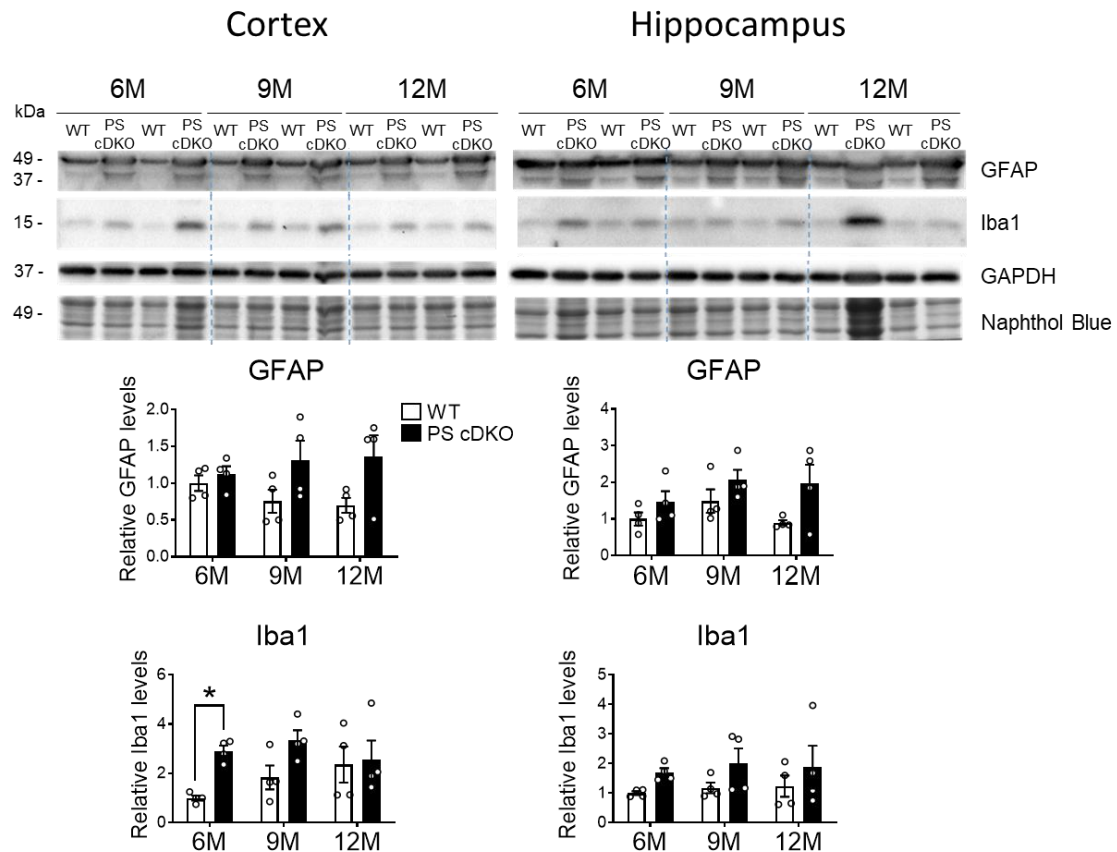 Cortex Hippocampus
6M 9M 12M 6M 9M 12M
kDa
WT PS cDKO WT PS cDKO WT PS cDKO WT PS cDKO WT PS cDKO WT PS cDKO WT PS cDKO WT PS cDKO WT PS cDKO WT PS cDKO WT PS cDKO WT PS cDKO
49 -
37 -
GFAP
15 -
Iba1
37 -
GAPDH
49 -
Naphthol Blue
GFAP
Relative GFAP levels
2.0
1.5
1.0
0.5
0.0
6M 9M 12M
WT
PS cDKO
GFAP
Relative GFAP levels
4
3
2
1
0
6M 9M 12M
Iba1
Relative Iba1 levels
6
4
2
0
*
6M 9M 12M
Iba1
Relative Iba1 levels
5
4
3
2
1
0
6M 9M 12M